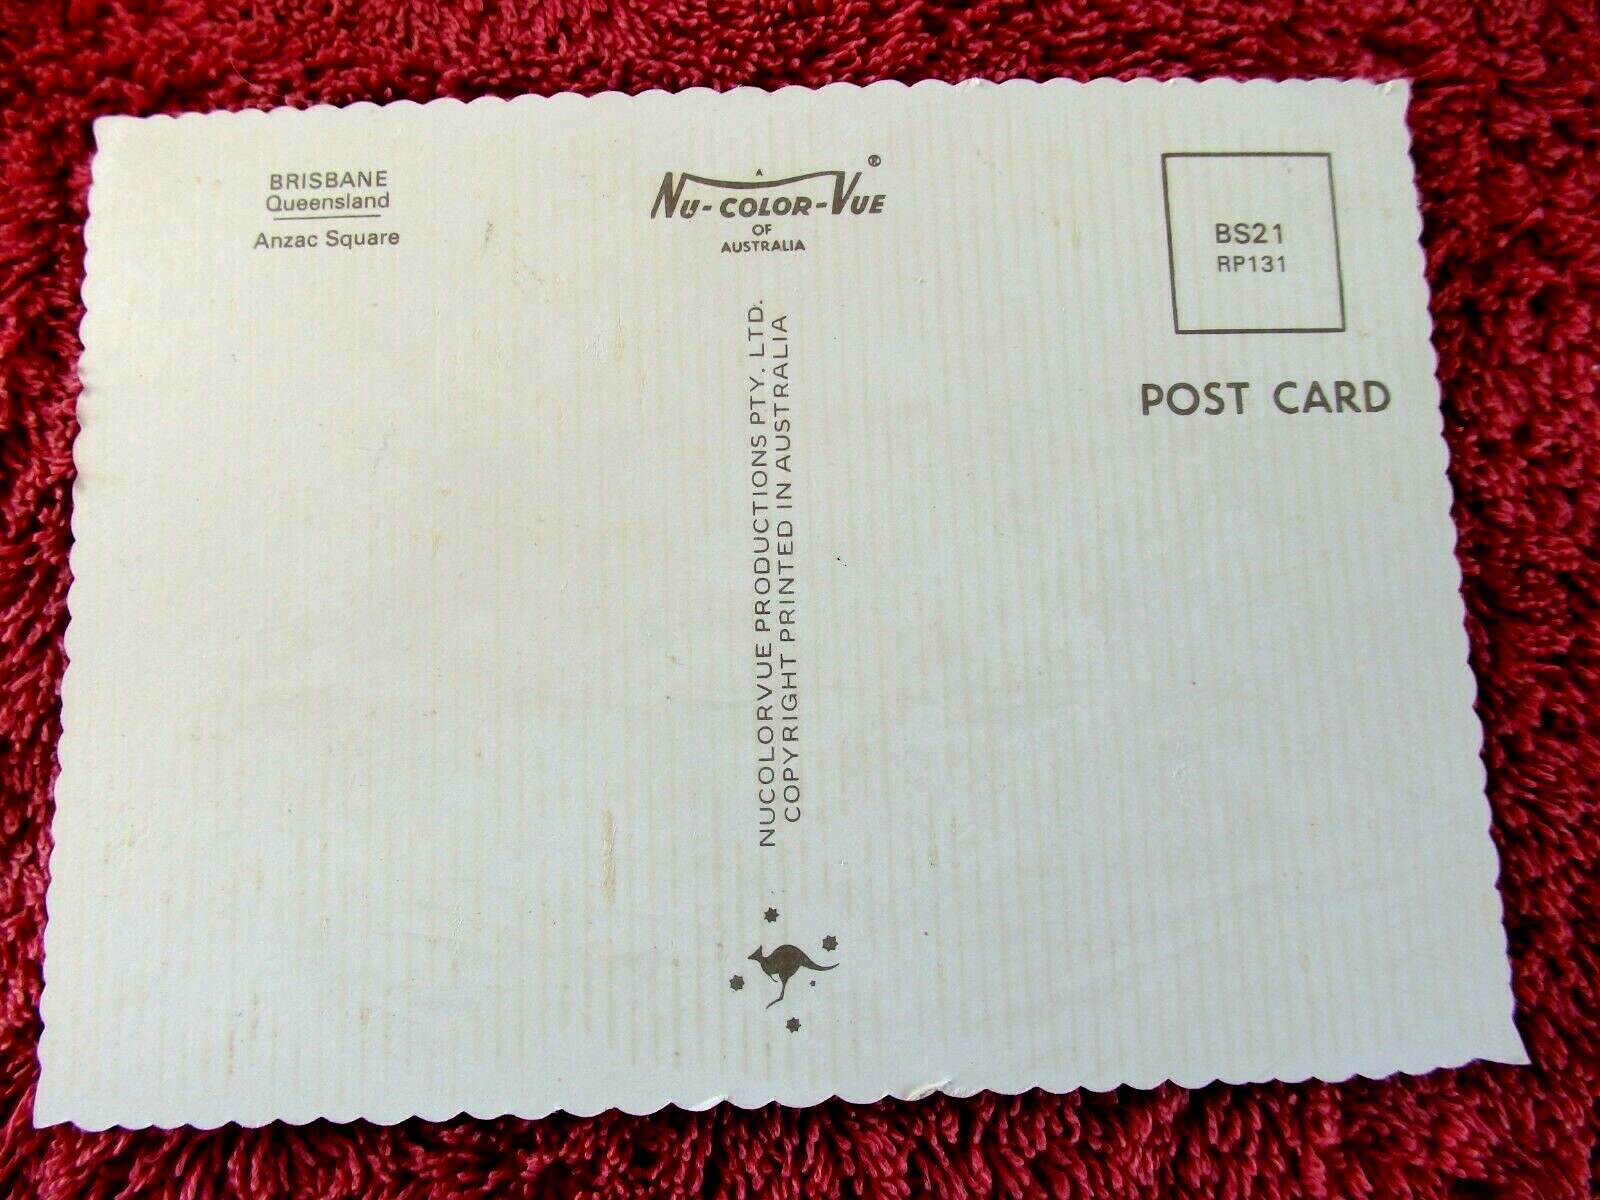 BRISBANE
Queensland
Anzac Square
A
NU-COLOR-VUE®
OF
AUSTRALIA
NUCOLORVUE PRODUCTIONS PTY. LTD.
COPYRIGHT PRINTED IN AUSTRALIA
BS21
RP131
POST CARD